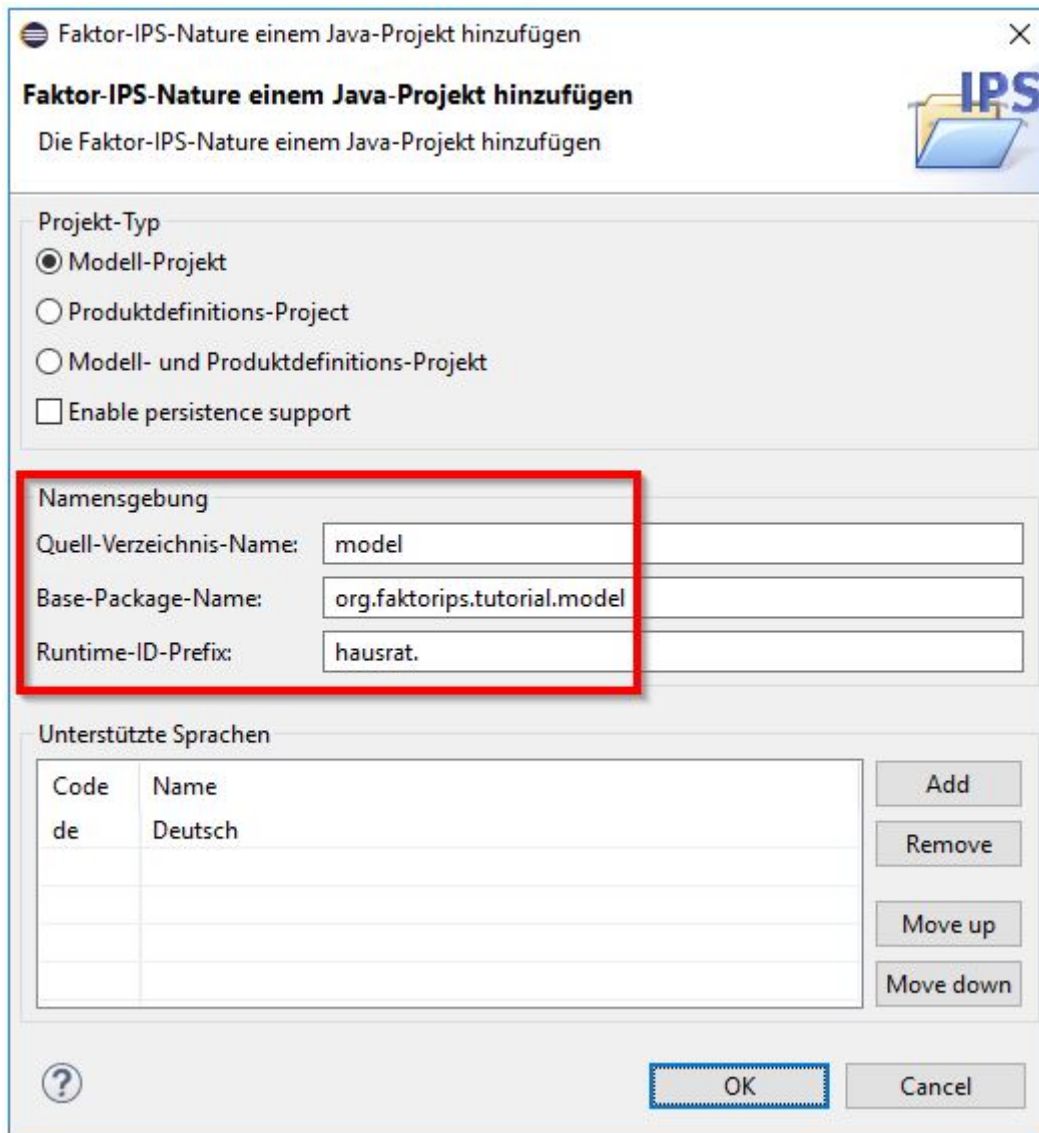 Faktor-IPS-Nature einem Java-Projekt hinzufügen
Faktor-IPS-Nature einem Java-Projekt hinzufügen
IPS
Die Faktor-IPS-Nature einem Java-Projekt hinzufügen
Projekt-Typ
Modell-Projekt
Produktdefinitions-Project
Modell- und Produktdefinitions-Projekt
Enable persistence support
Namensgebung
Quell-Verzeichnis-Name: model
Base-Package-Name: org.faktorips.tutorial.model
Runtime-ID-Prefix: hausrat.
Unterstützte Sprachen
Code Name
de Deutsch
Add
Remove
Move up
Move down
?
OK Cancel